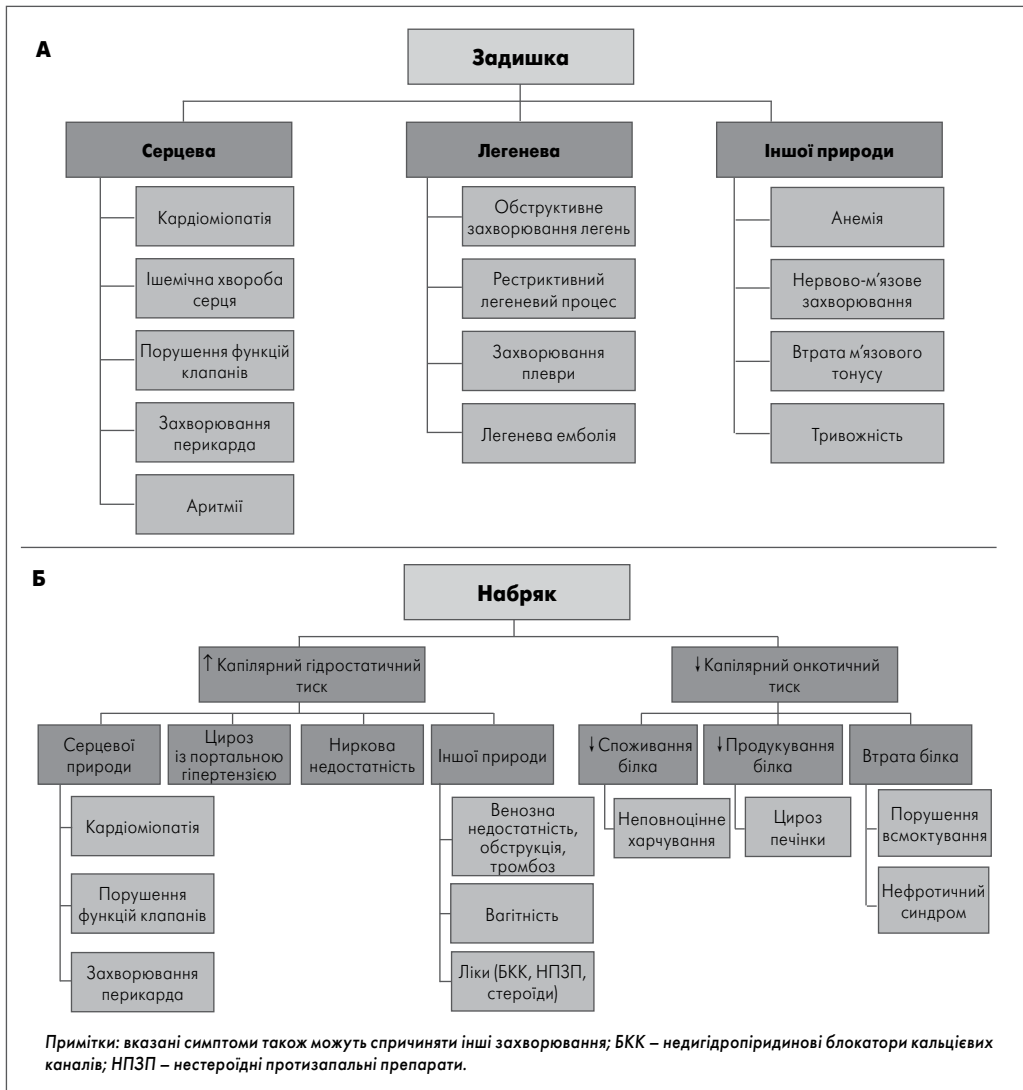 А
Задишка
Серцева
Кардіоміопатія
Ішемічна хвороба
серця
Порушення функцій
клапанів
Захворювання
перикарда
Аритмії
Легенева
Обструктивне
захворювання легень
Рестриктивний
легеневий процес
Захворювання
плеври
Легенева емболія
Іншої природи
Анемія
Нервово-м’язове
захворювання
Втрата м’язового
тонусу
Тривожність
Б
Набряк
↑ Капілярний гідростатичний
тиск
Серцевої
природи
Кардіоміопатія
Порушення
функцій клапанів
Захворювання
перикарда
Цироз
із портальною
гіпертензією
Ниркова
недостатність
Іншої природи
Венозна
недостатність,
обструкція,
тромбоз
Вагітність
Ліки (БКК, НПЗП,
стероїди)
↓ Капілярний онкотичний
тиск
↓ Споживання
білка
Неповноцінне
харчування
↓ Продукування
білка
Цироз
печінки
Втрата білка
Порушення
всмоктування
Нефротичний
синдром
Примітки: вказані симптоми також можуть спричиняти інші захворювання; БКК – недигідропіридинові блокатори кальцієвих
каналів; НПЗП – нестероїдні протизапальні препарати.